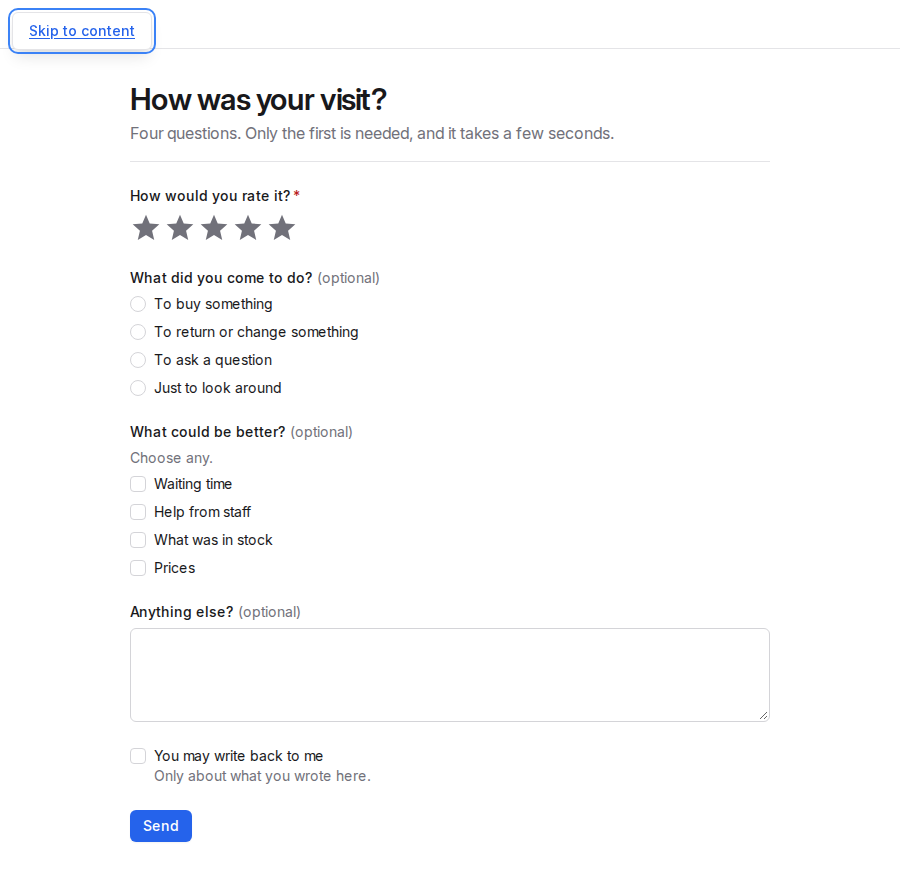 Skip to content
How was your visit?
Four questions. Only the first is needed, and it takes a few seconds.
How would you rate it? *
What did you come to do? (optional)
To buy something
To return or change something
To ask a question
Just to look around
What could be better? (optional)
Choose any.
Waiting time
Help from staff
What was in stock
Prices
Anything else? (optional)
You may write back to me
Only about what you wrote here.
Send